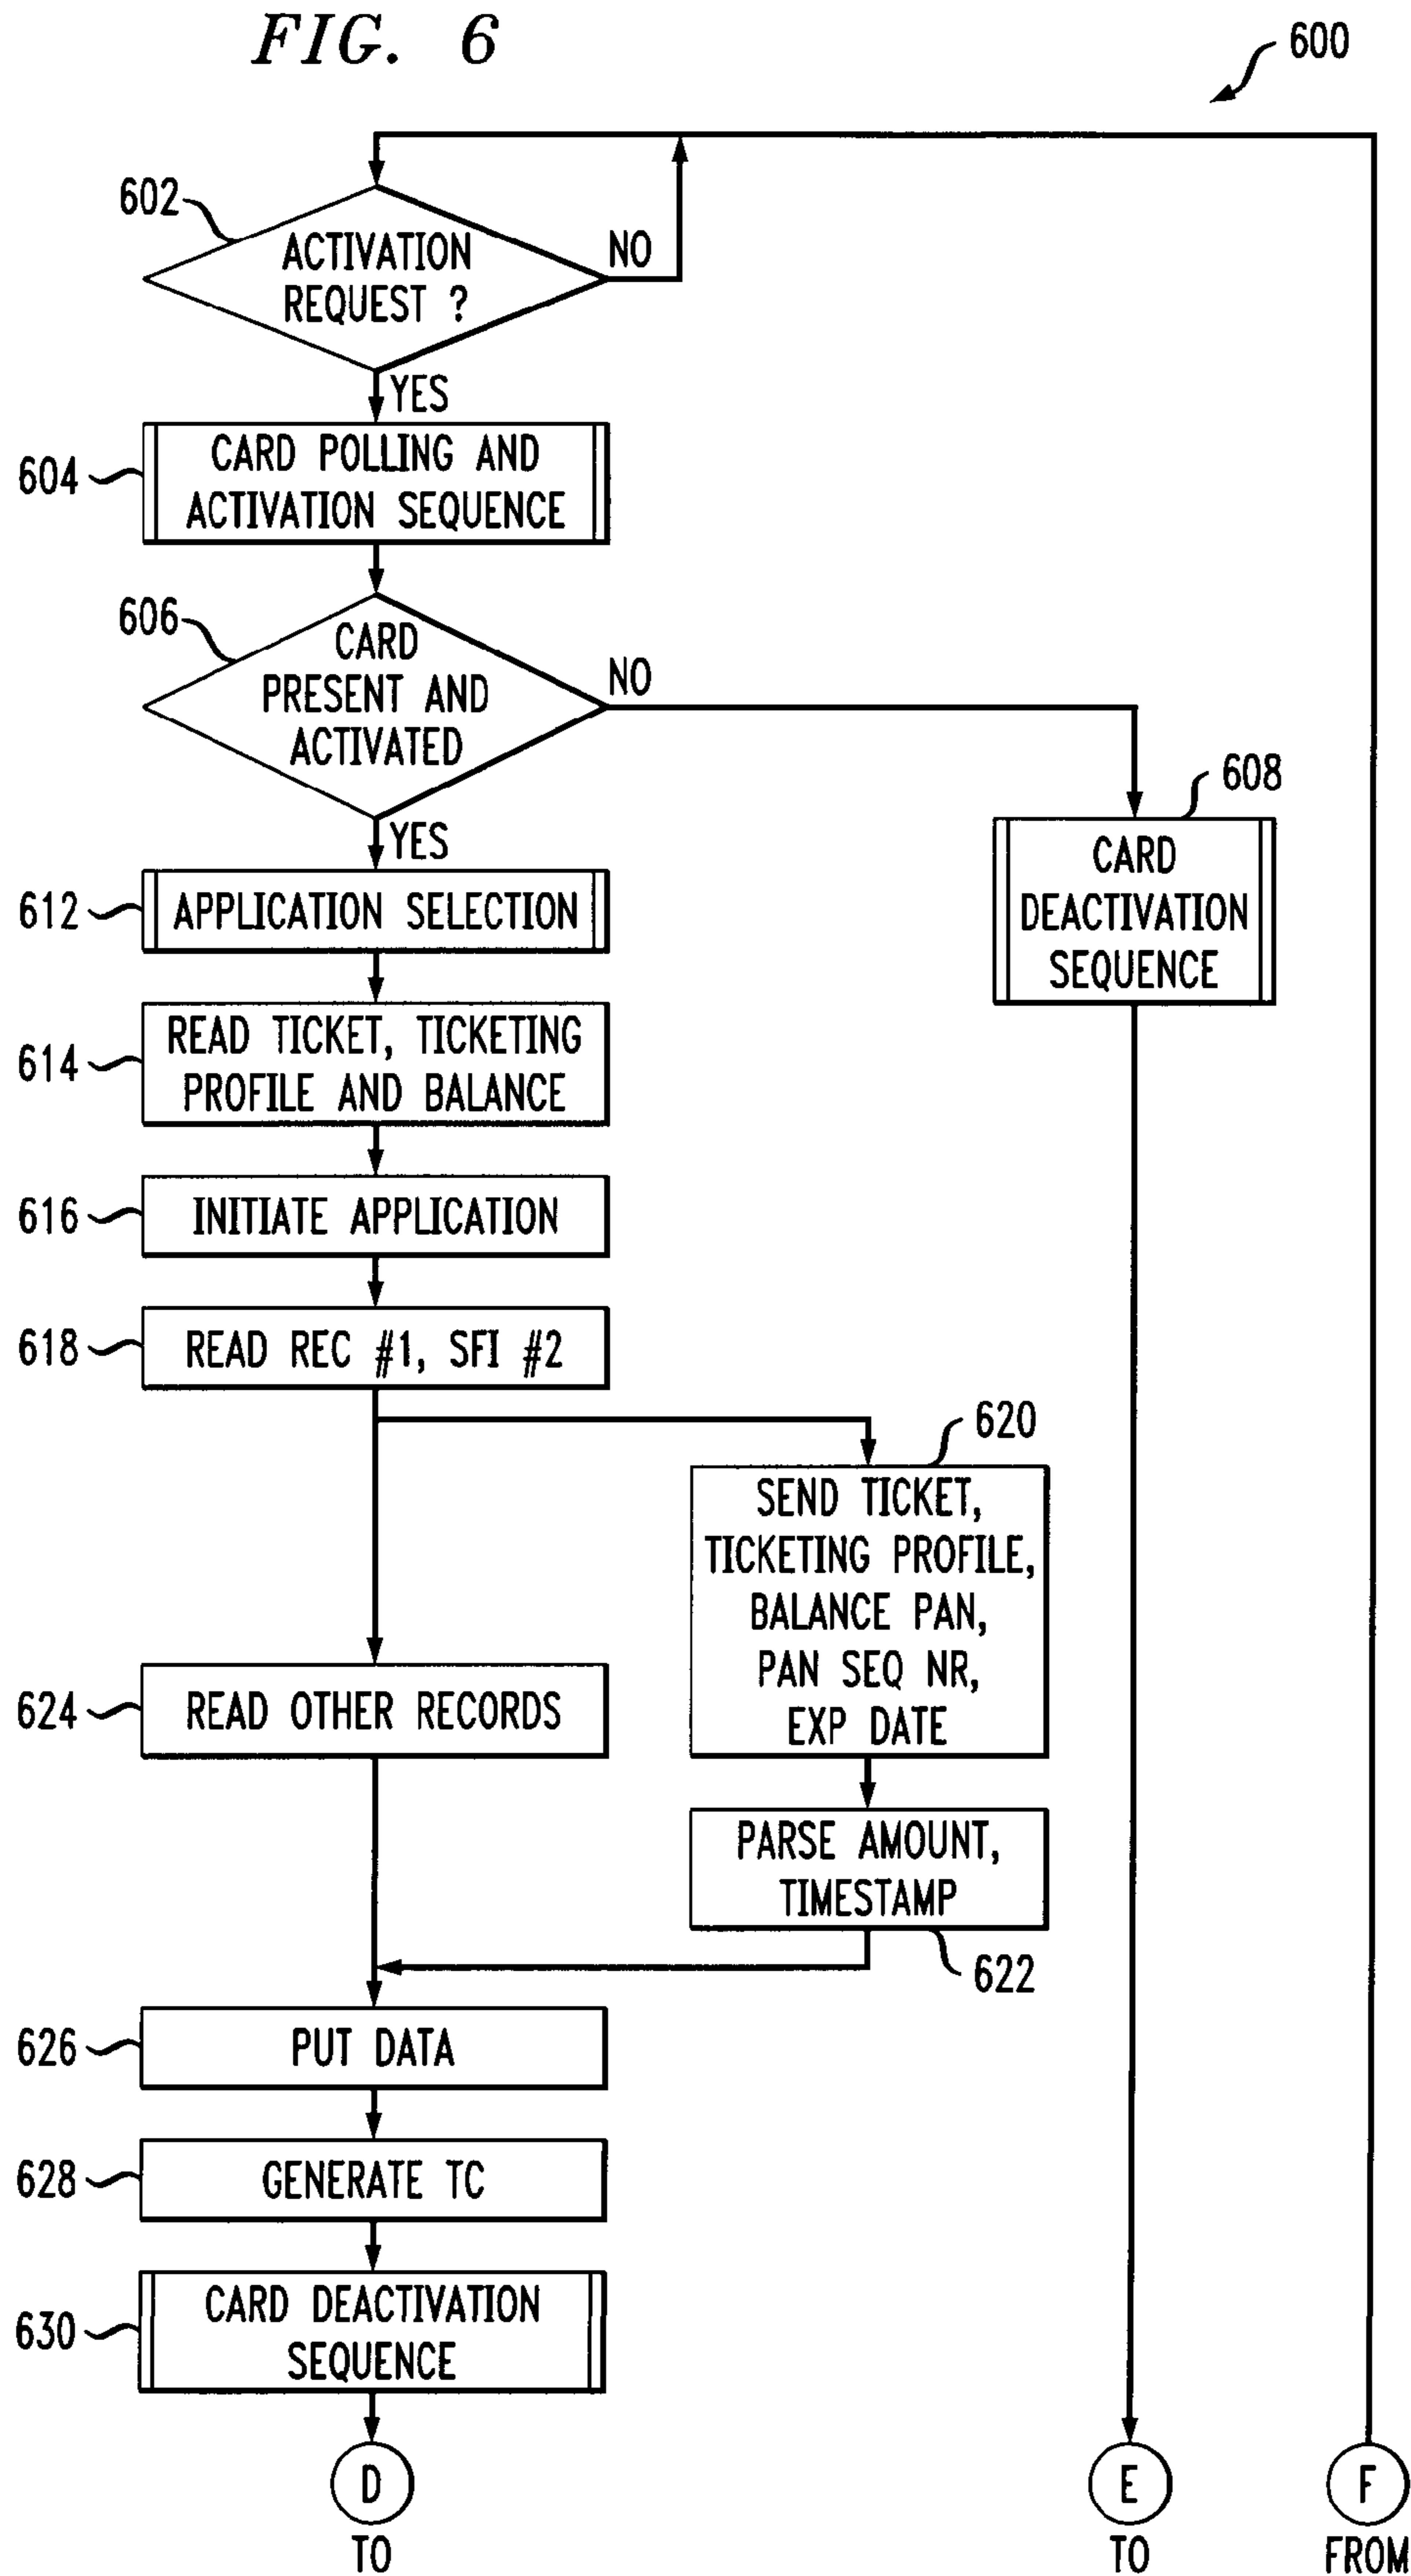 FIG. 6
600
602
ACTIVATION
REQUEST ?
NO
YES
604
CARD POLLING AND
ACTIVATION SEQUENCE
606
CARD
PRESENT AND
ACTIVATED
NO
YES
608
CARD
DEACTIVATION
SEQUENCE
612
APPLICATION SELECTION
614
READ TICKET, TICKETING
PROFILE AND BALANCE
616
INITIATE APPLICATION
618
READ REC #1, SFI #2
620
SEND TICKET,
TICKETING PROFILE,
BALANCE PAN,
PAN SEQ NR,
EXP DATE
624
READ OTHER RECORDS
PARSE AMOUNT,
TIMESTAMP
622
626
PUT DATA
628
GENERATE TC
630
CARD DEACTIVATION
SEQUENCE
D
TO
E
TO
F
FROM